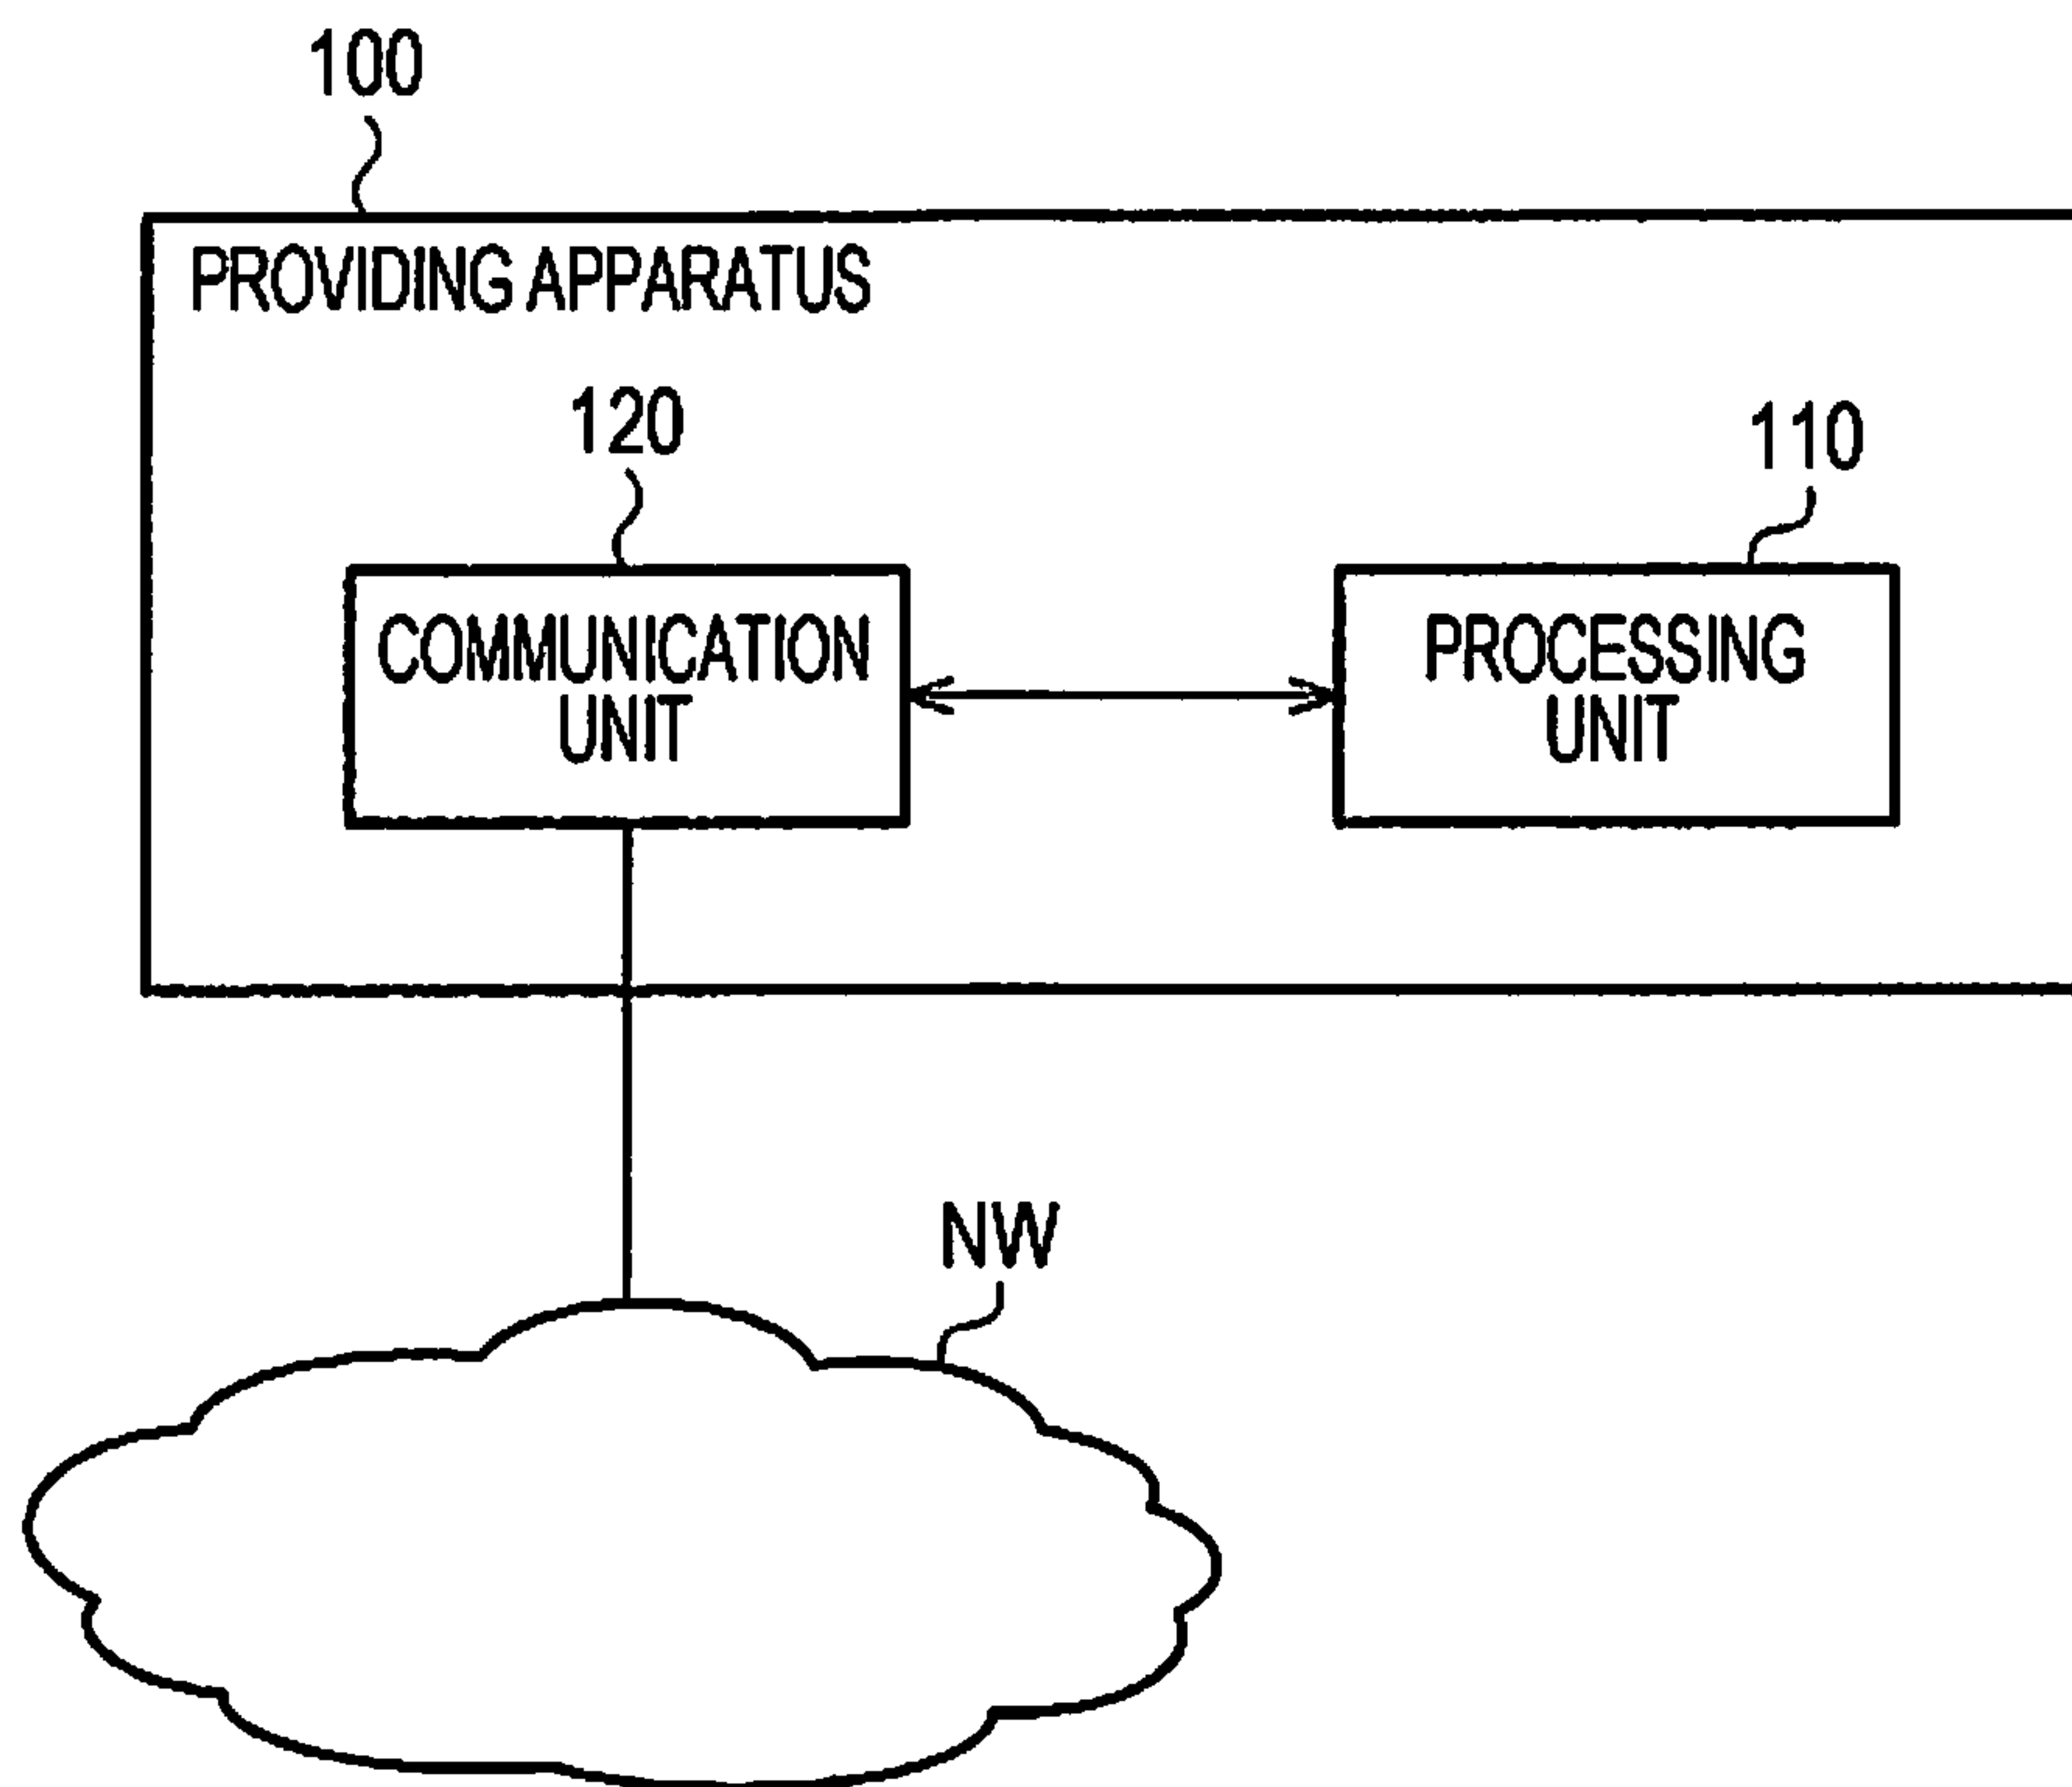 100
PROVIDING APPARATUS
120
110
COMMUNICATION
UNIT
PROCESSING
UNIT
NW